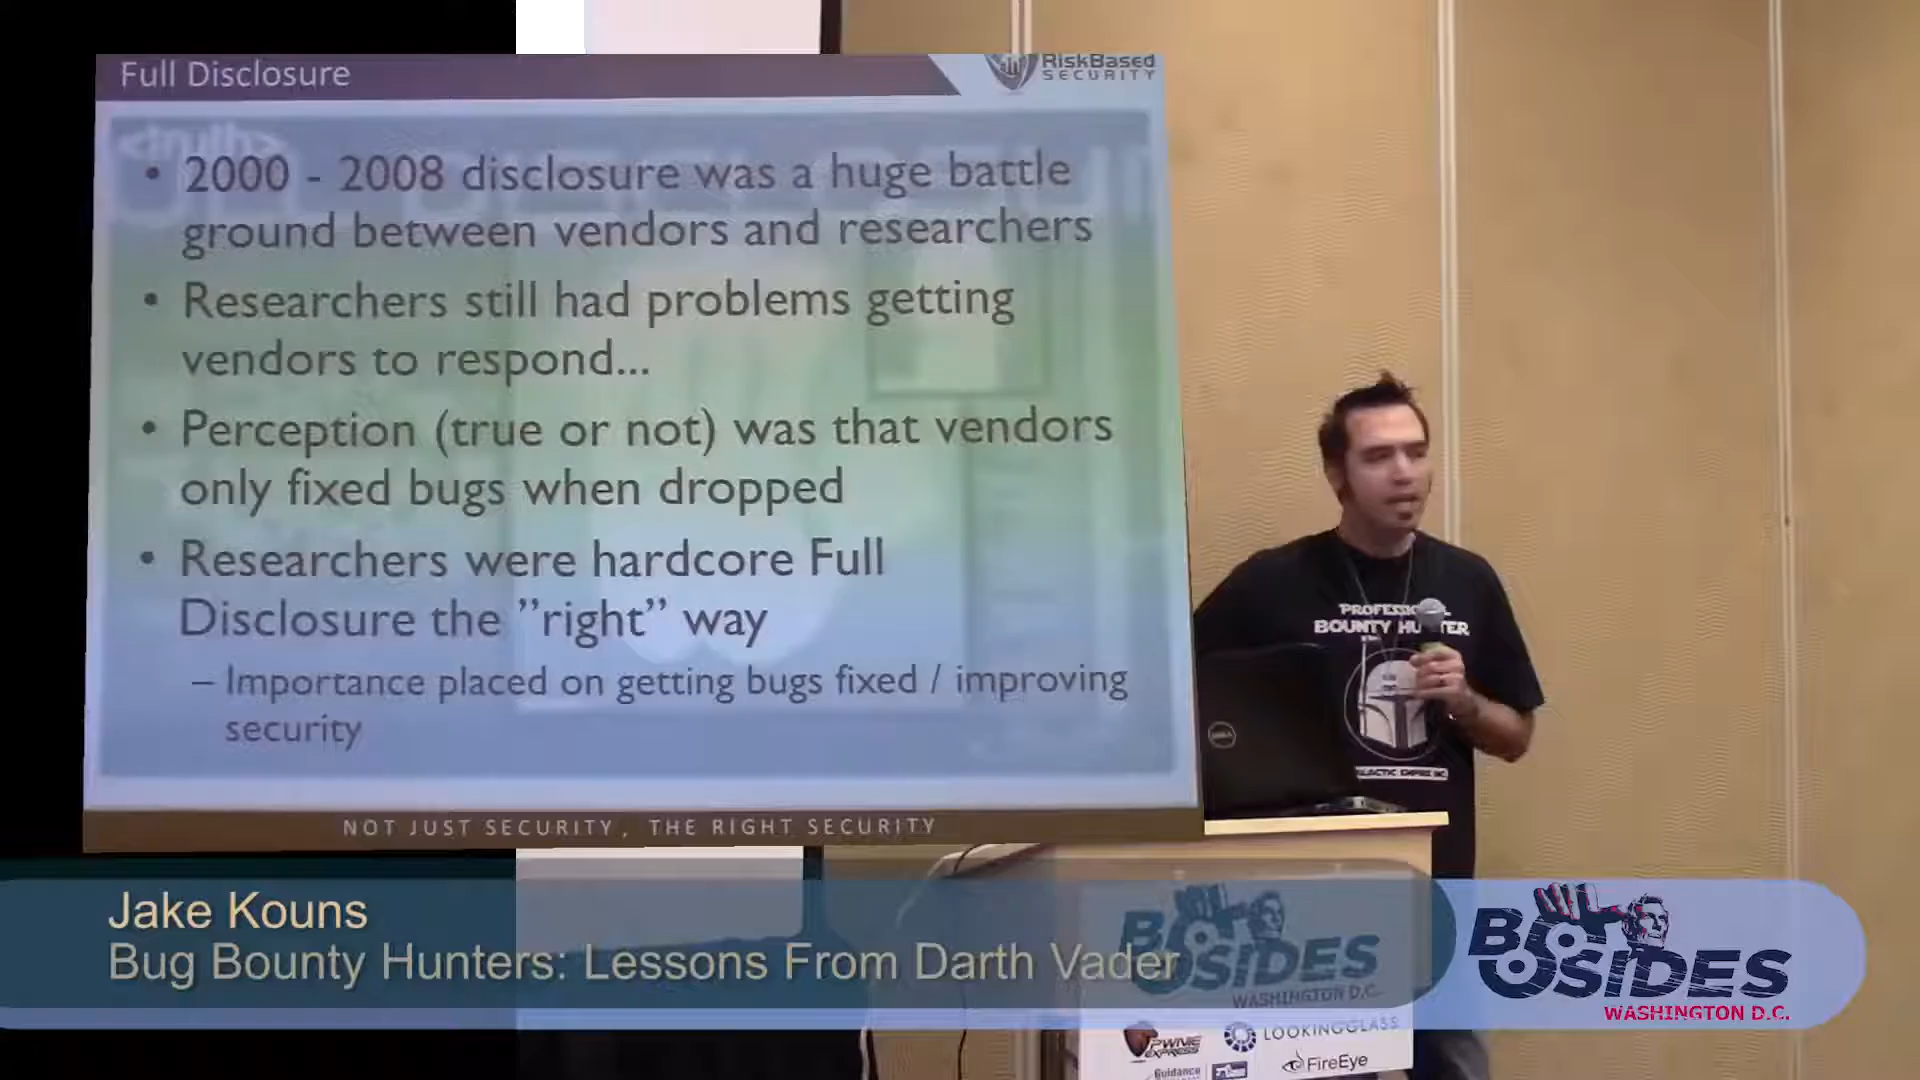 Full Disclosure
RiskBased
SECURITY
• 2000 - 2008 disclosure was a huge battle
ground between vendors and researchers
• Researchers still had problems getting
vendors to respond...
• Perception (true or not) was that vendors
only fixed bugs when dropped
• Researchers were hardcore Full
Disclosure the ”right” way
– Importance placed on getting bugs fixed / improving
security
NOT JUST SECURITY, THE RIGHT SECURITY
BOUNTY
DELL
Jake Kouns
Bug Bounty Hunters: Lessons From Darth Vader
BSIDES
WASHINGTON D.C.
BSIDES
WASHINGTON D.C.
PWNIE
EXPRESS
LOOKINGGLASS
Guidance
FireEye